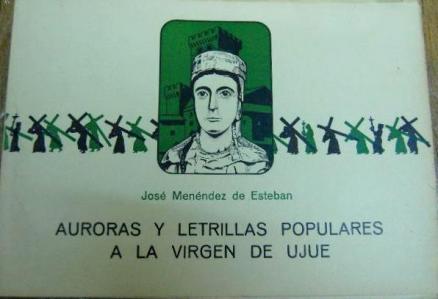 José Menéndez de Esteban
AURORAS Y LETRILLAS POPULARES
A LA VIRGEN DE UJUE